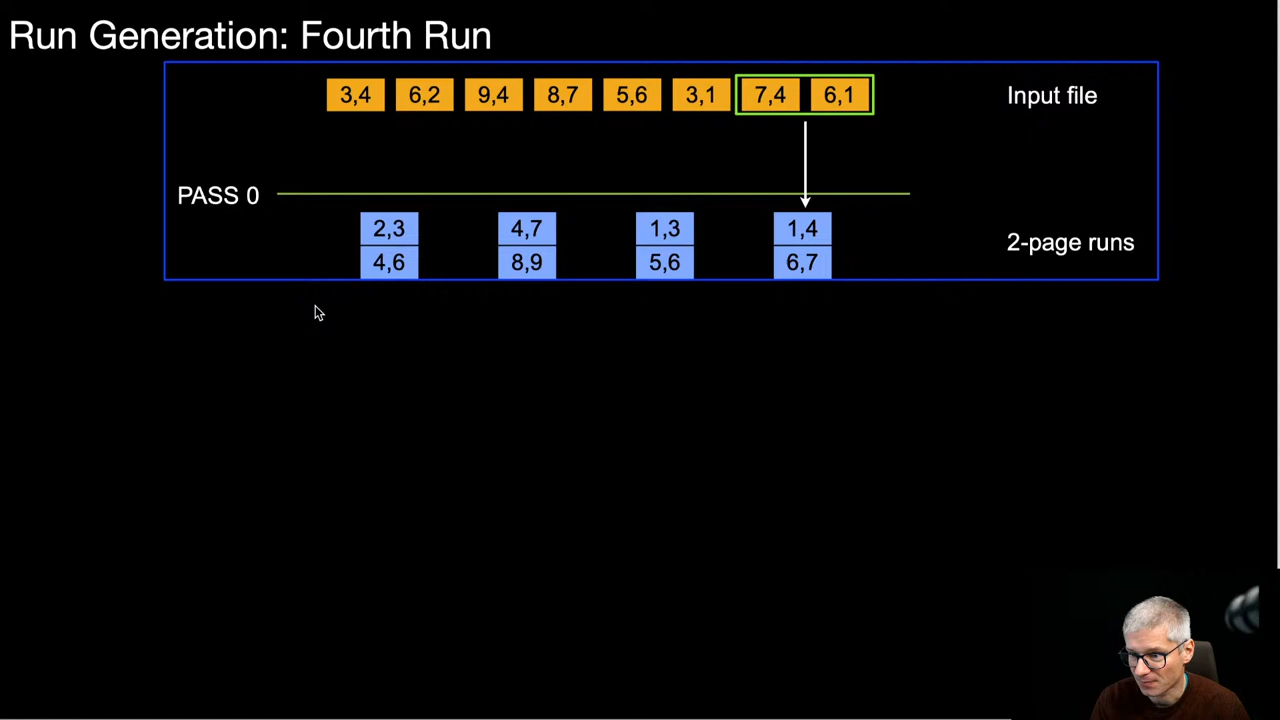 Run Generation: Fourth Run
3,4 6,2 9,4 8,7 5,6 3,1 7,4 6,1 Input file
PASS 0
2,3 4,7 1,3 1,4
2-page runs
4,6 8,9 5,6 6,7